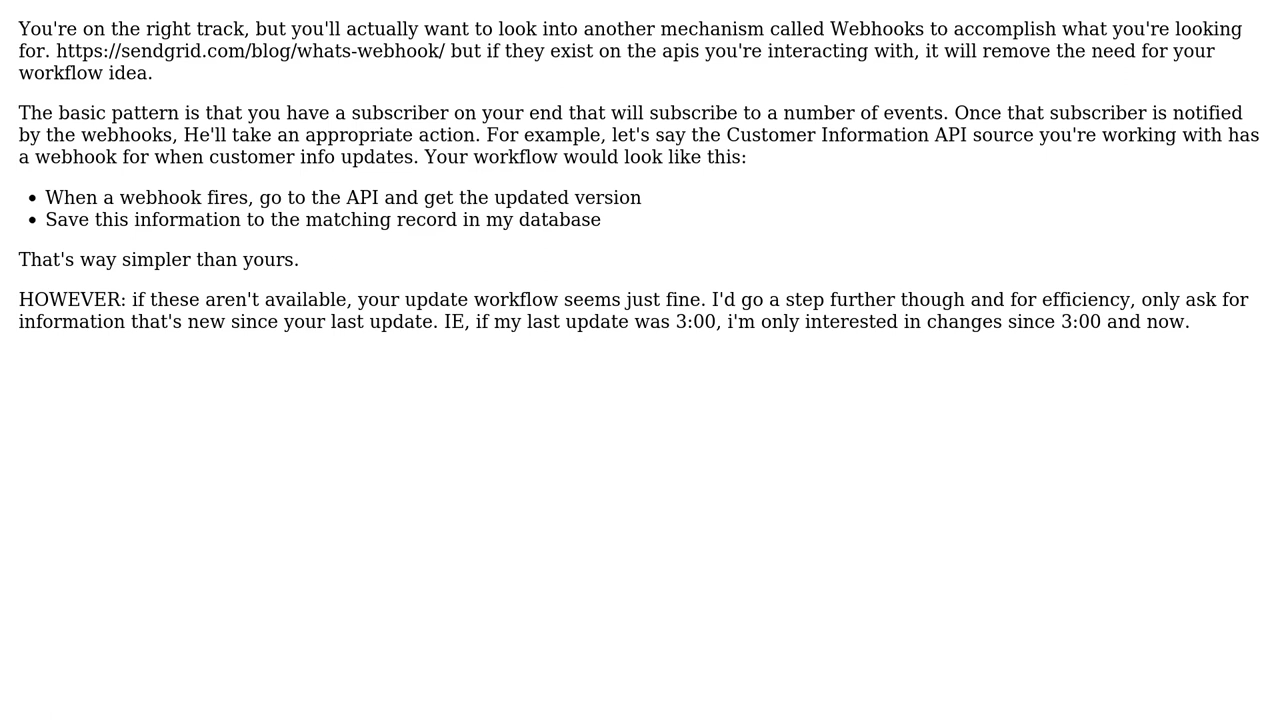 You're on the right track, but you'll actually want to look into another mechanism called Webhooks to accomplish what you're looking
for. https://sendgrid.com/blog/whats-webhook/ but if they exist on the apis you're interacting with, it will remove the need for your
workflow idea.
The basic pattern is that you have a subscriber on your end that will subscribe to a number of events. Once that subscriber is notified
by the webhooks, He'll take an appropriate action. For example, let's say the Customer Information API source you're working with has
a webhook for when customer info updates. Your workflow would look like this:
• When a webhook fires, go to the API and get the updated version
• Save this information to the matching record in my database
That's way simpler than yours.
HOWEVER: if these aren't available, your update workflow seems just fine. I'd go a step further though and for efficiency, only ask for
information that's new since your last update. IE, if my last update was 3:00, i'm only interested in changes since 3:00 and now.